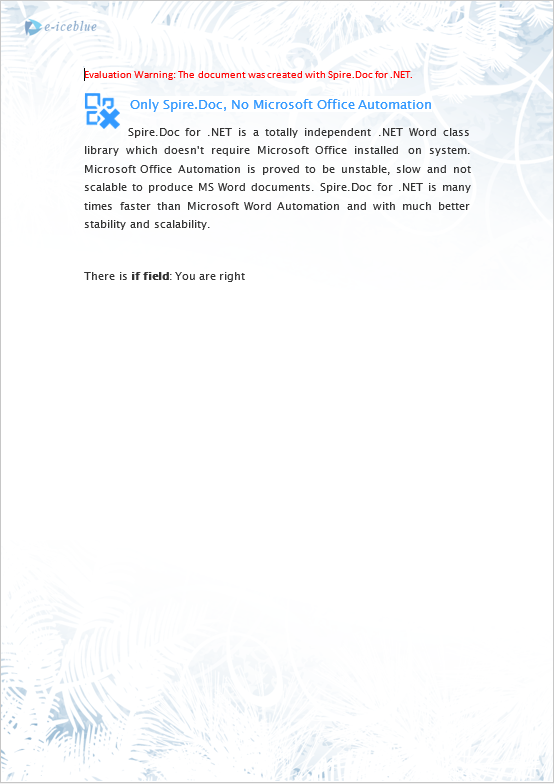 e-iceblue
Evaluation Warning: The document was created with Spire.Doc for .NET.
Only Spire.Doc, No Microsoft Office Automation
Spire.Doc for .NET is a totally independent .NET Word class
library which doesn't require Microsoft Office installed on system.
Microsoft Office Automation is proved to be unstable, slow and not
scalable to produce MS Word documents. Spire.Doc for .NET is many
times faster than Microsoft Word Automation and with much better
stability and scalability.
There is if field: You are right